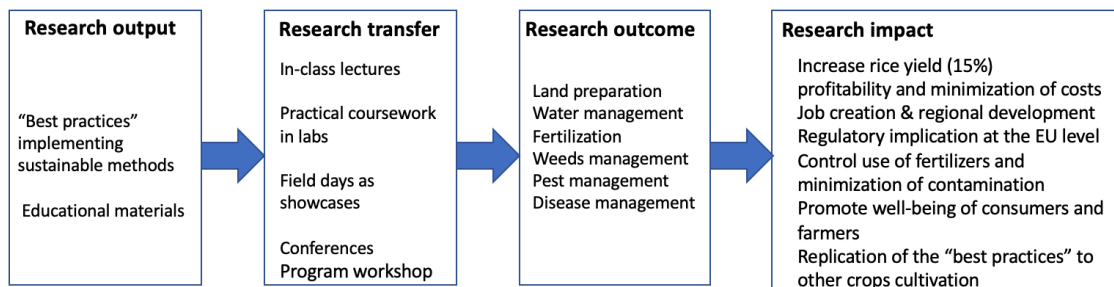 Research output
“Best practices”
implementing
sustainable methods
Educational materials
Research transfer
In-class lectures
Practical coursework
in labs
Field days as
showcases
Conferences
Program workshop
Research outcome
Land preparation
Water management
Fertilization
Weeds management
Pest management
Disease management
Research impact
Increase rice yield (15%)
profitability and minimization of costs
Job creation & regional development
Regulatory implication at the EU level
Control use of fertilizers and
minimization of contamination
Promote well-being of consumers and
farmers
Replication of the “best practices” to
other crops cultivation